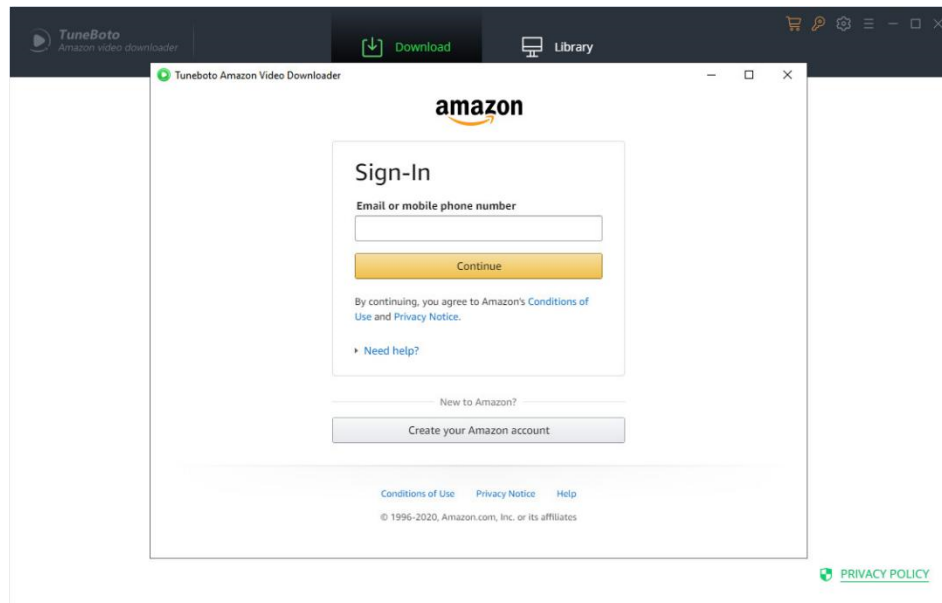 TuneBoto
Amazon video downloader
Download
Library
Tuneboto Amazon Video Downloader
amazon
Sign-In
Email or mobile phone number
Continue
By continuing, you agree to Amazon's Conditions of
Use and Privacy Notice.
Need help?
New to Amazon?
Create your Amazon account
Conditions of Use Privacy Notice Help
© 1996-2020, Amazon.com, Inc. or its affiliates
PRIVACY POLICY